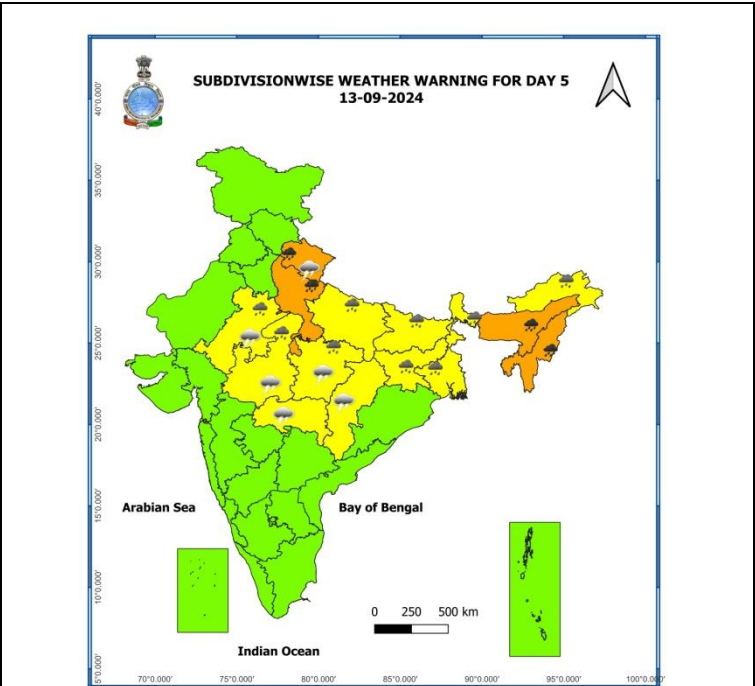 SUBDIVISIONWISE WEATHER WARNING FOR DAY 5
13-09-2024
40°0.000'
35°0.000'
30°0.000'
25°0.000'
20°0.000'
15°0.000'
10°0.000'
5°0.000'
Arabian Sea
Bay of Bengal
0 250 500 km
Indian Ocean
70°0.000' 75°0.000' 80°0.000' 85°0.000' 90°0.000' 95°0.000' 100°0.000'